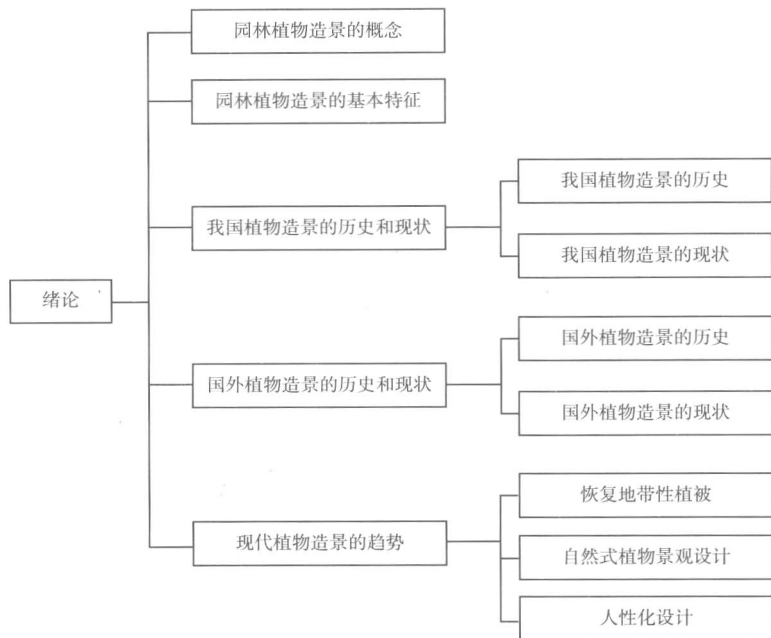 园林植物造景的概念
园林植物造景的基本特征
我国植物造景的历史
我国植物造景的历史和现状
我国植物造景的现状
绪论
国外植物造景的历史
国外植物造景的历史和现状
国外植物造景的现状
恢复地带性植被
现代植物造景的趋势
自然式植物景观设计
人性化设计